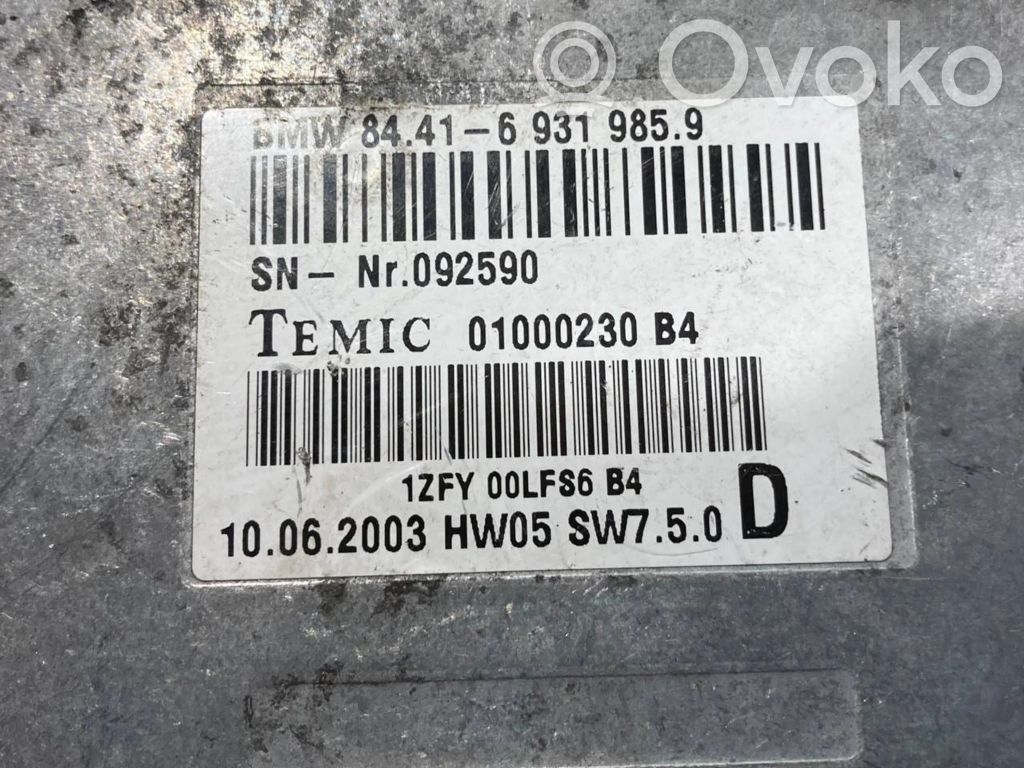 Ovoko
BMW 84.41-6 931 985.9
SN- Nr.092590
TEMIC 01000230 B4
1ZFY 00LFS6 B4
10.06.2003 HW05 SW7.5.0 D
Ovoko